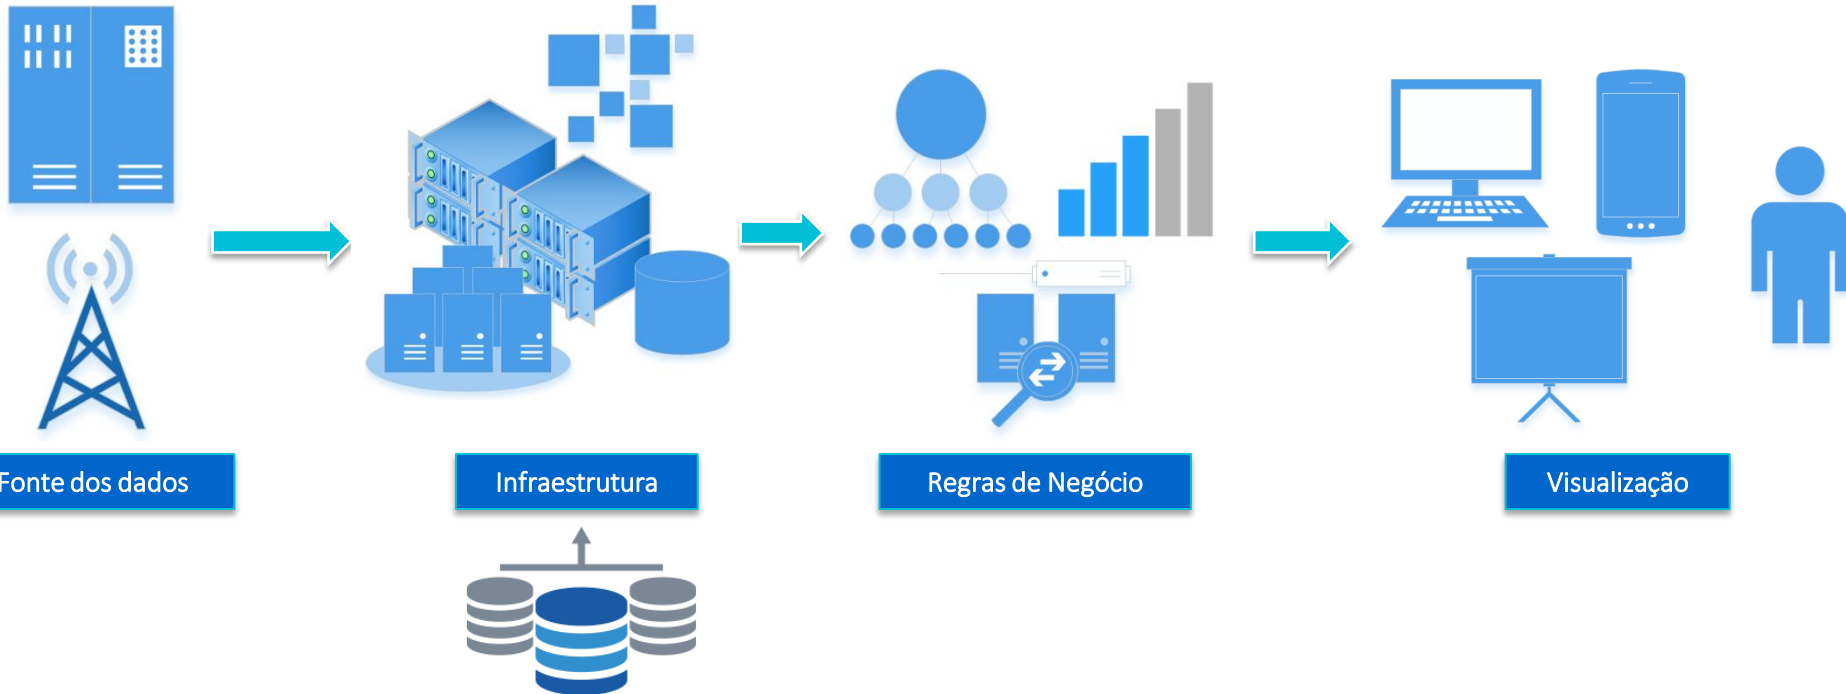 Fonte dos dados
Infraestrutura
Regras de Negócio
Visualização